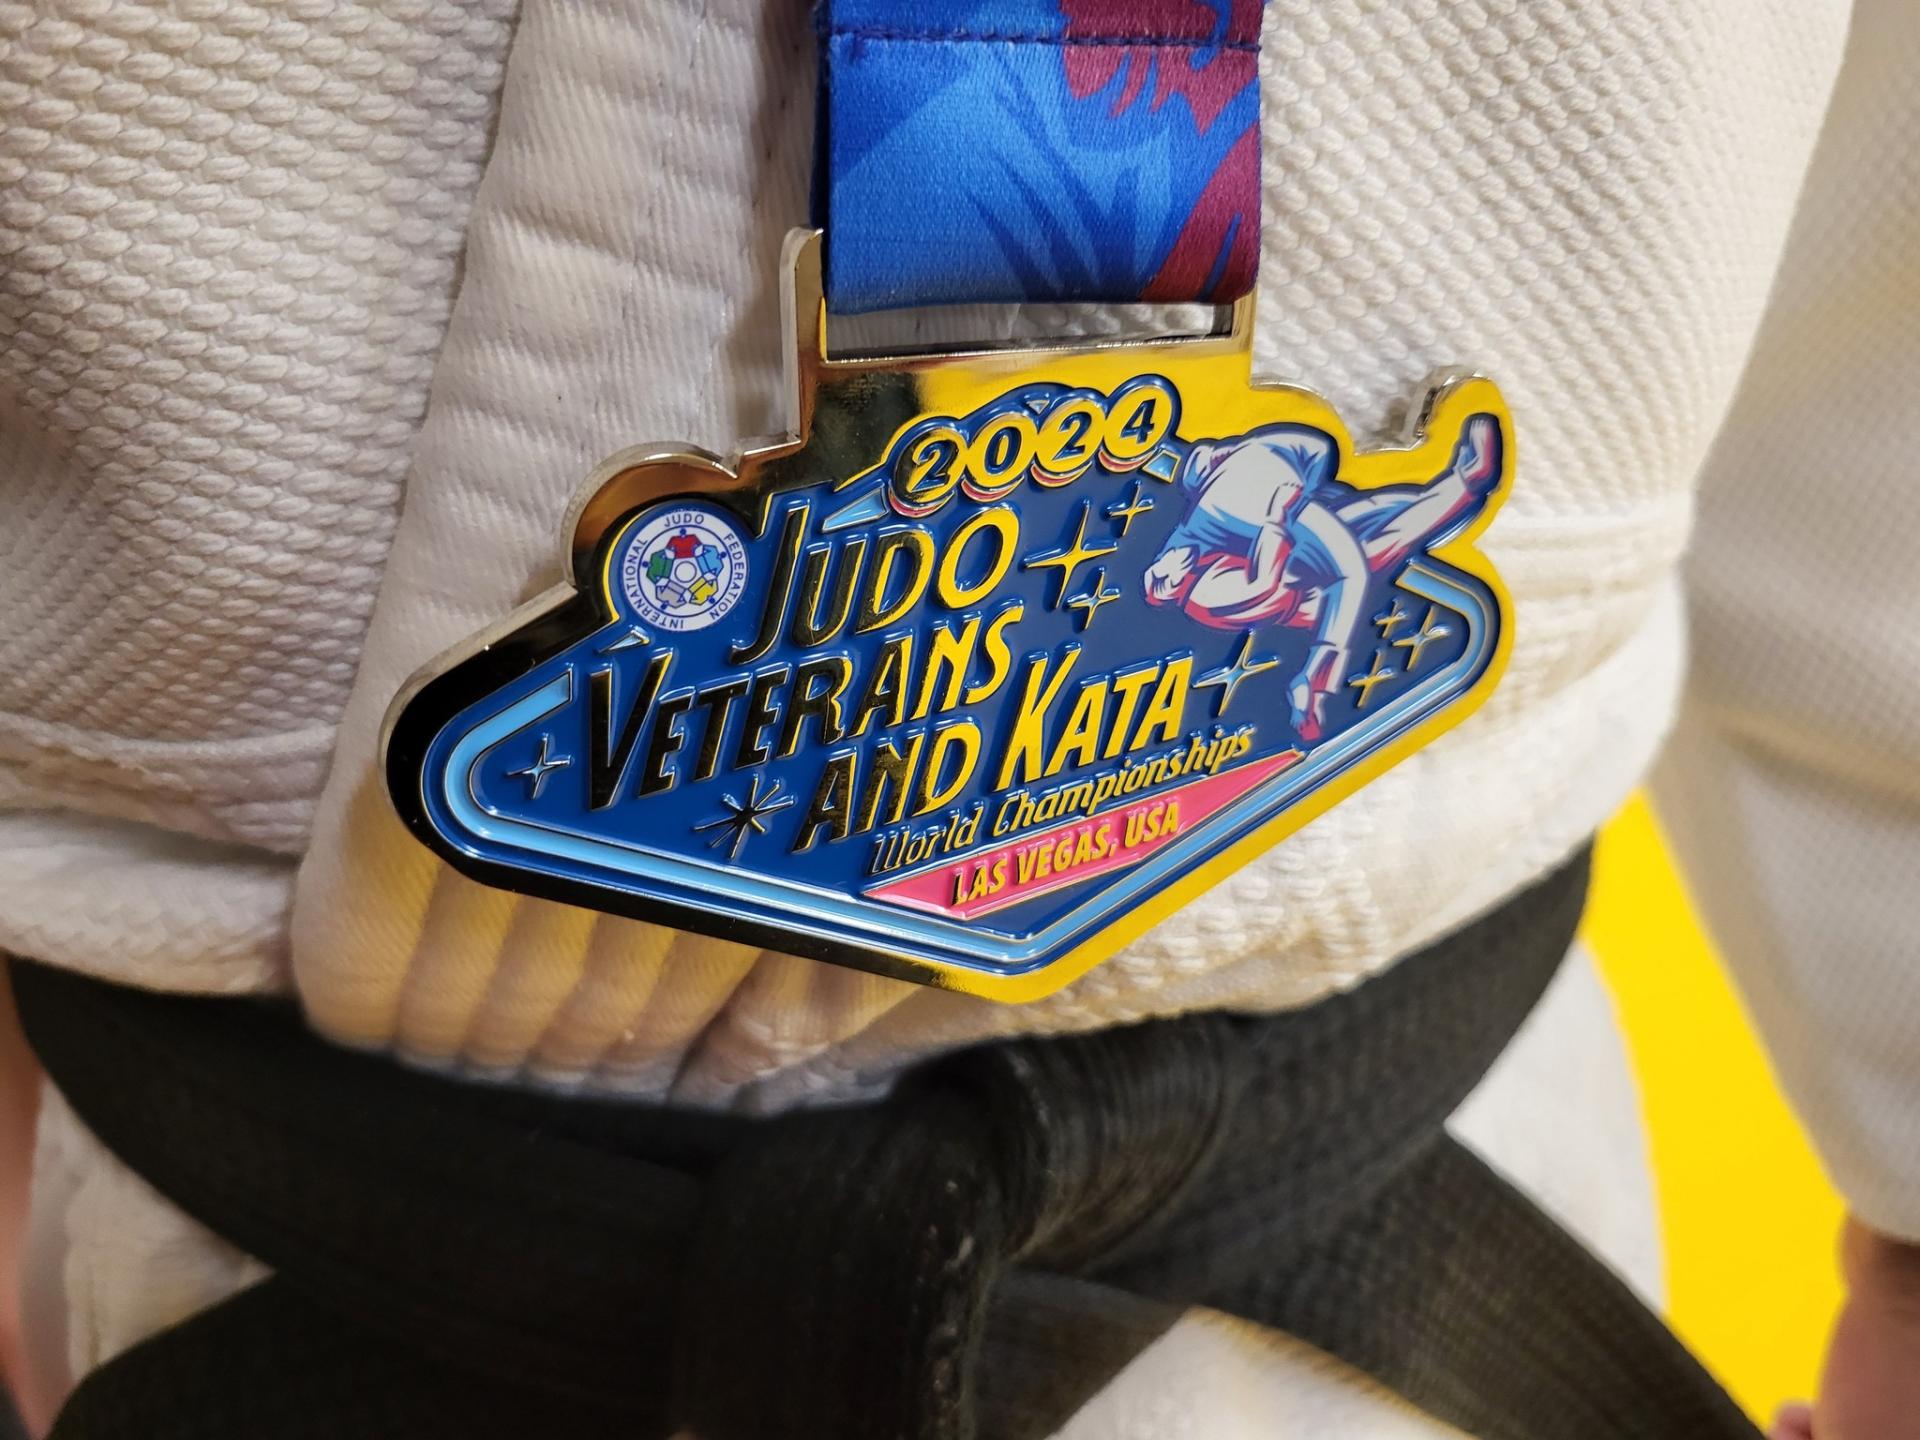 2024
INTERNATIONAL JUDO FEDERATION
JUDO
VETERANS
AND KATA
World Championships
LAS VEGAS, USA